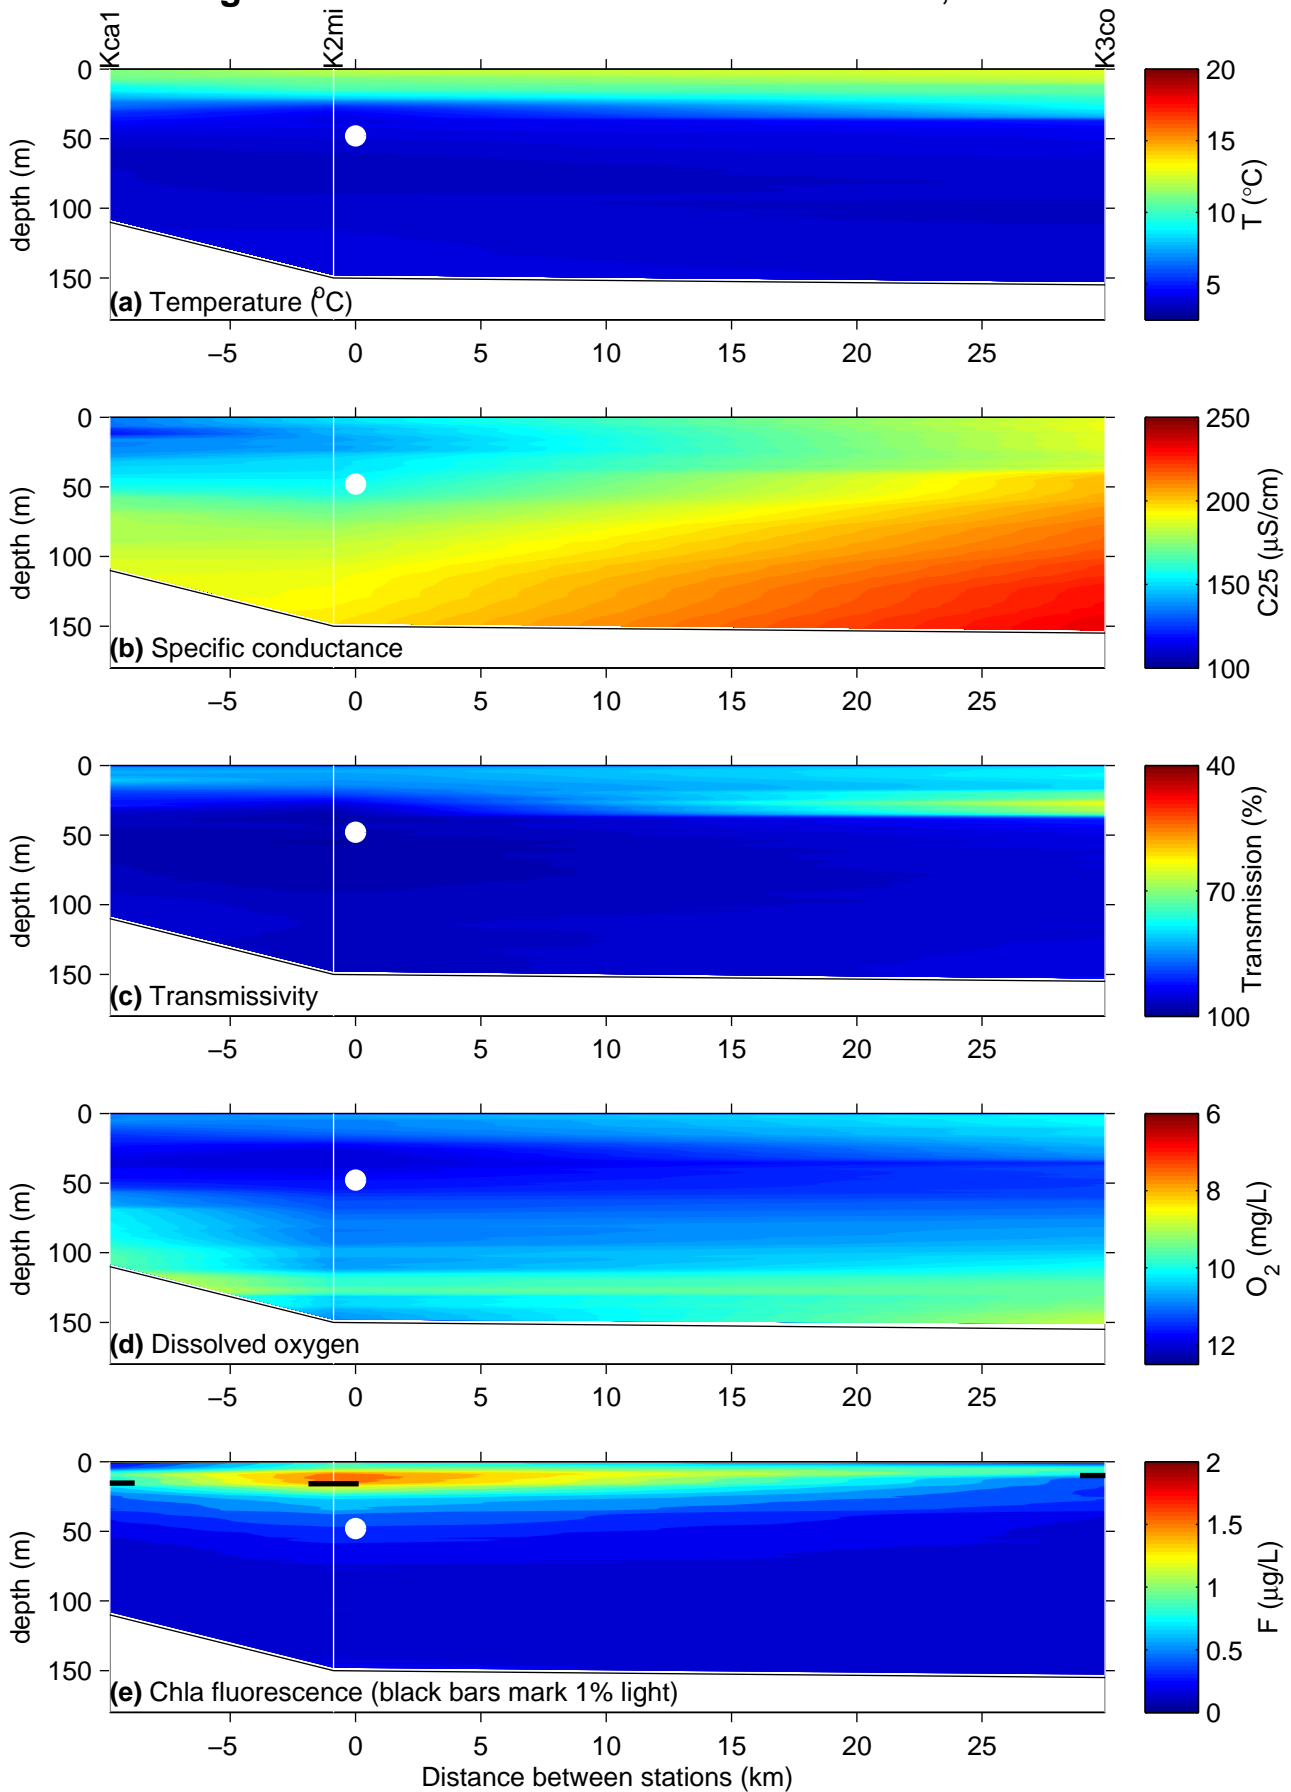 Kca1
K2mi
K3co
0
50
100
150
depth (m)
(a) Temperature (oC)
−5 0 5 10 15 20 25
20
15
10
5
T (°C)
0
50
100
150
depth (m)
(b) Specific conductance
−5 0 5 10 15 20 25
250
200
150
100
C25 (μS/cm)
0
50
100
150
depth (m)
(c) Transmissivity
−5 0 5 10 15 20 25
40
70
100
Transmission (%)
0
50
100
150
depth (m)
(d) Dissolved oxygen
−5 0 5 10 15 20 25
6
8
10
12
O2 (mg/L)
0
50
100
150
depth (m)
(e) Chla fluorescence (black bars mark 1% light)
−5 0 5 10 15 20 25
Distance between stations (km)
2
1.5
1
0.5
0
F (μg/L)